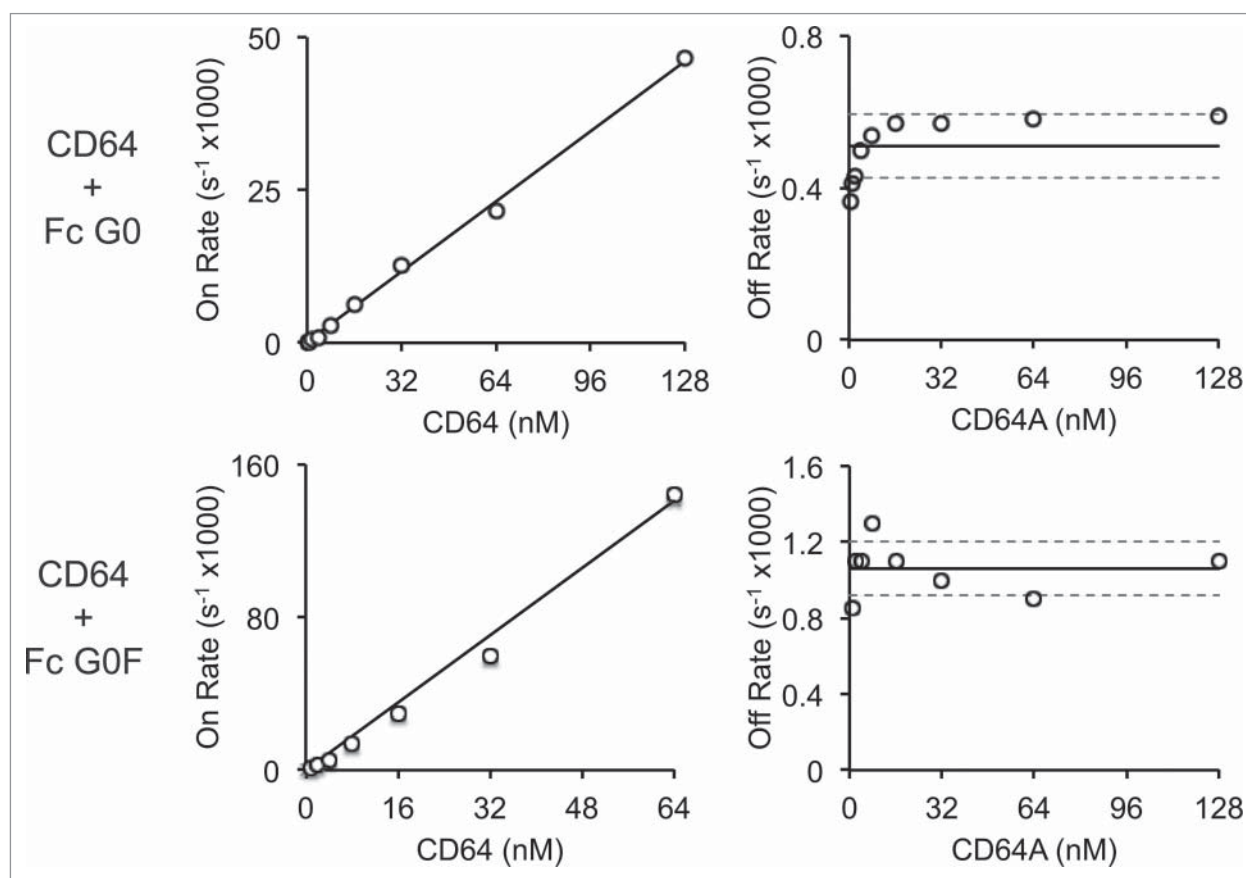 CD64
+
Fc G0
On Rate (s⁻¹ x1000)
50
25
0
0 32 64 96 128
CD64 (nM)
Off Rate (s⁻¹ x1000)
0.8
0.4
0
0 32 64 96 128
CD64A (nM)
CD64
+
Fc G0F
On Rate (s⁻¹ x1000)
160
80
0
0 16 32 48 64
CD64 (nM)
Off Rate (s⁻¹ x1000)
1.6
1.2
0.8
0.4
0
0 32 64 96 128
CD64A (nM)